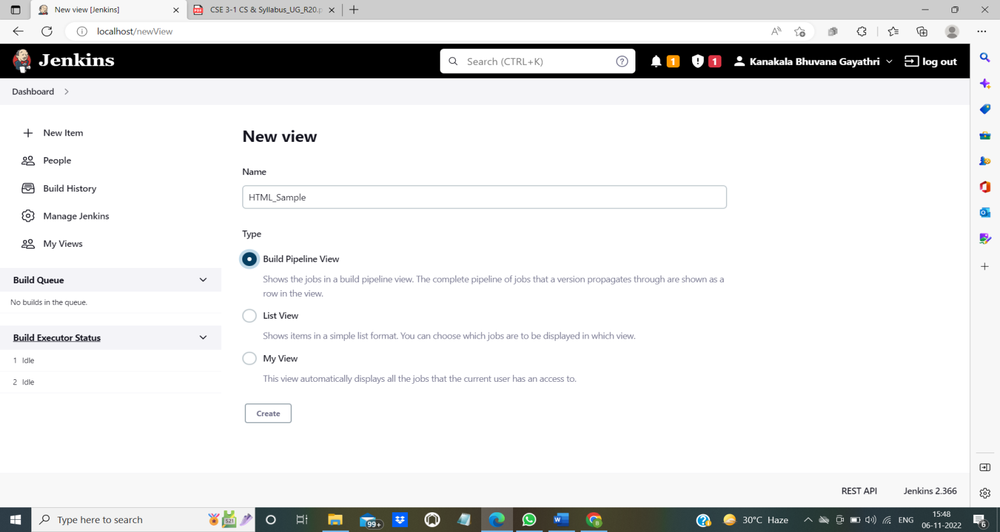 New view [Jenkins]
CSE 3-1 CS & Syllabus_UG_R20.p
localhost/newView
Jenkins
Search (CTRL+K)
1
1
Kanakala Bhuvana Gayathri
log out
Dashboard
New Item
People
Build History
Manage Jenkins
My Views
Build Queue
No builds in the queue.
Build Executor Status
1 Idle
2 Idle
New view
Name
HTML_Sample
Type
Build Pipeline View
Shows the jobs in a build pipeline view. The complete pipeline of jobs that a version propagates through are shown as a
row in the view.
List View
Shows items in a simple list format. You can choose which jobs are to be displayed in which view.
My View
This view automatically displays all the jobs that the current user has an access to.
Create
REST API
Jenkins 2.366
Type here to search
521
99+
30°C Haze
ENG
15:48
06-11-2022
6